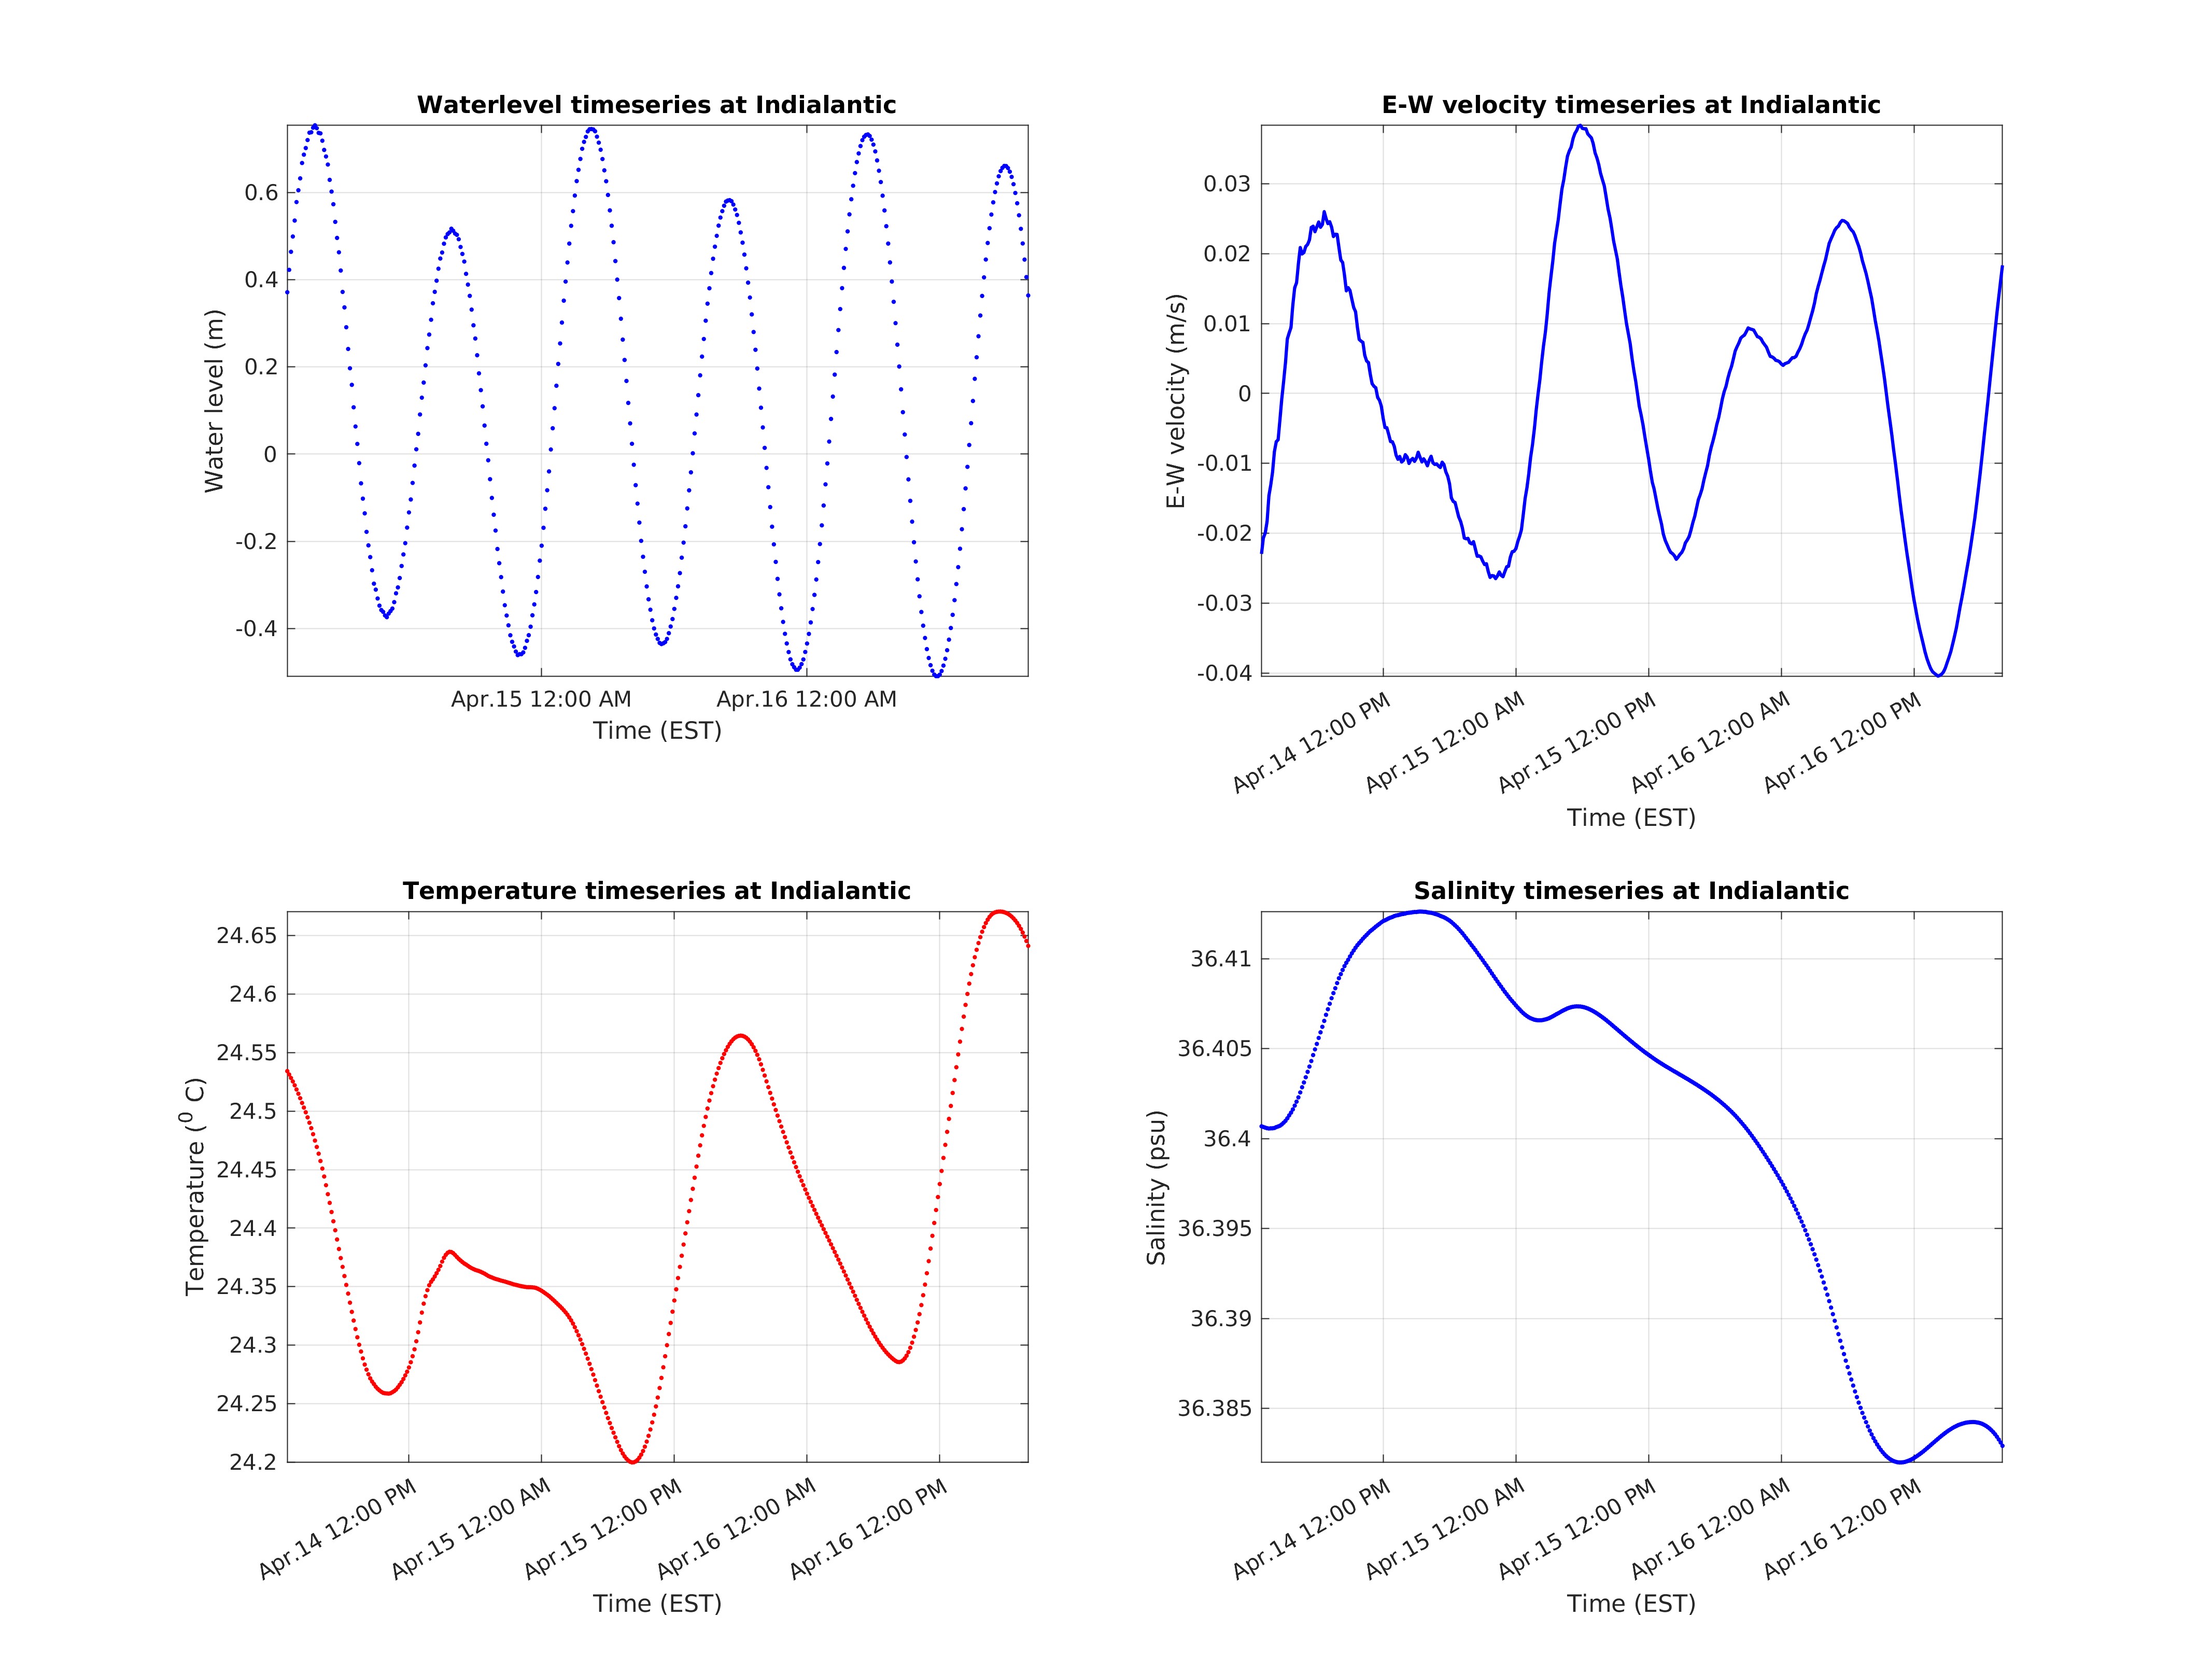 Waterlevel timeseries at Indialantic
0.6
0.4
0.2
0
-0.2
-0.4
Water level (m)
Apr.15 12:00 AM
Apr.16 12:00 AM
Time (EST)
E-W velocity timeseries at Indialantic
0.03
0.02
0.01
0
-0.01
-0.02
-0.03
-0.04
E-W velocity (m/s)
Apr.14 12:00 PM
Apr.15 12:00 AM
Apr.15 12:00 PM
Apr.16 12:00 AM
Apr.16 12:00 PM
Time (EST)
Temperature timeseries at Indialantic
24.65
24.6
24.55
24.5
24.45
24.4
24.35
24.3
24.25
24.2
Temperature (⁰ C)
Apr.14 12:00 PM
Apr.15 12:00 AM
Apr.15 12:00 PM
Apr.16 12:00 AM
Apr.16 12:00 PM
Time (EST)
Salinity timeseries at Indialantic
36.41
36.405
36.4
36.395
36.39
36.385
Salinity (psu)
Apr.14 12:00 PM
Apr.15 12:00 AM
Apr.15 12:00 PM
Apr.16 12:00 AM
Apr.16 12:00 PM
Time (EST)